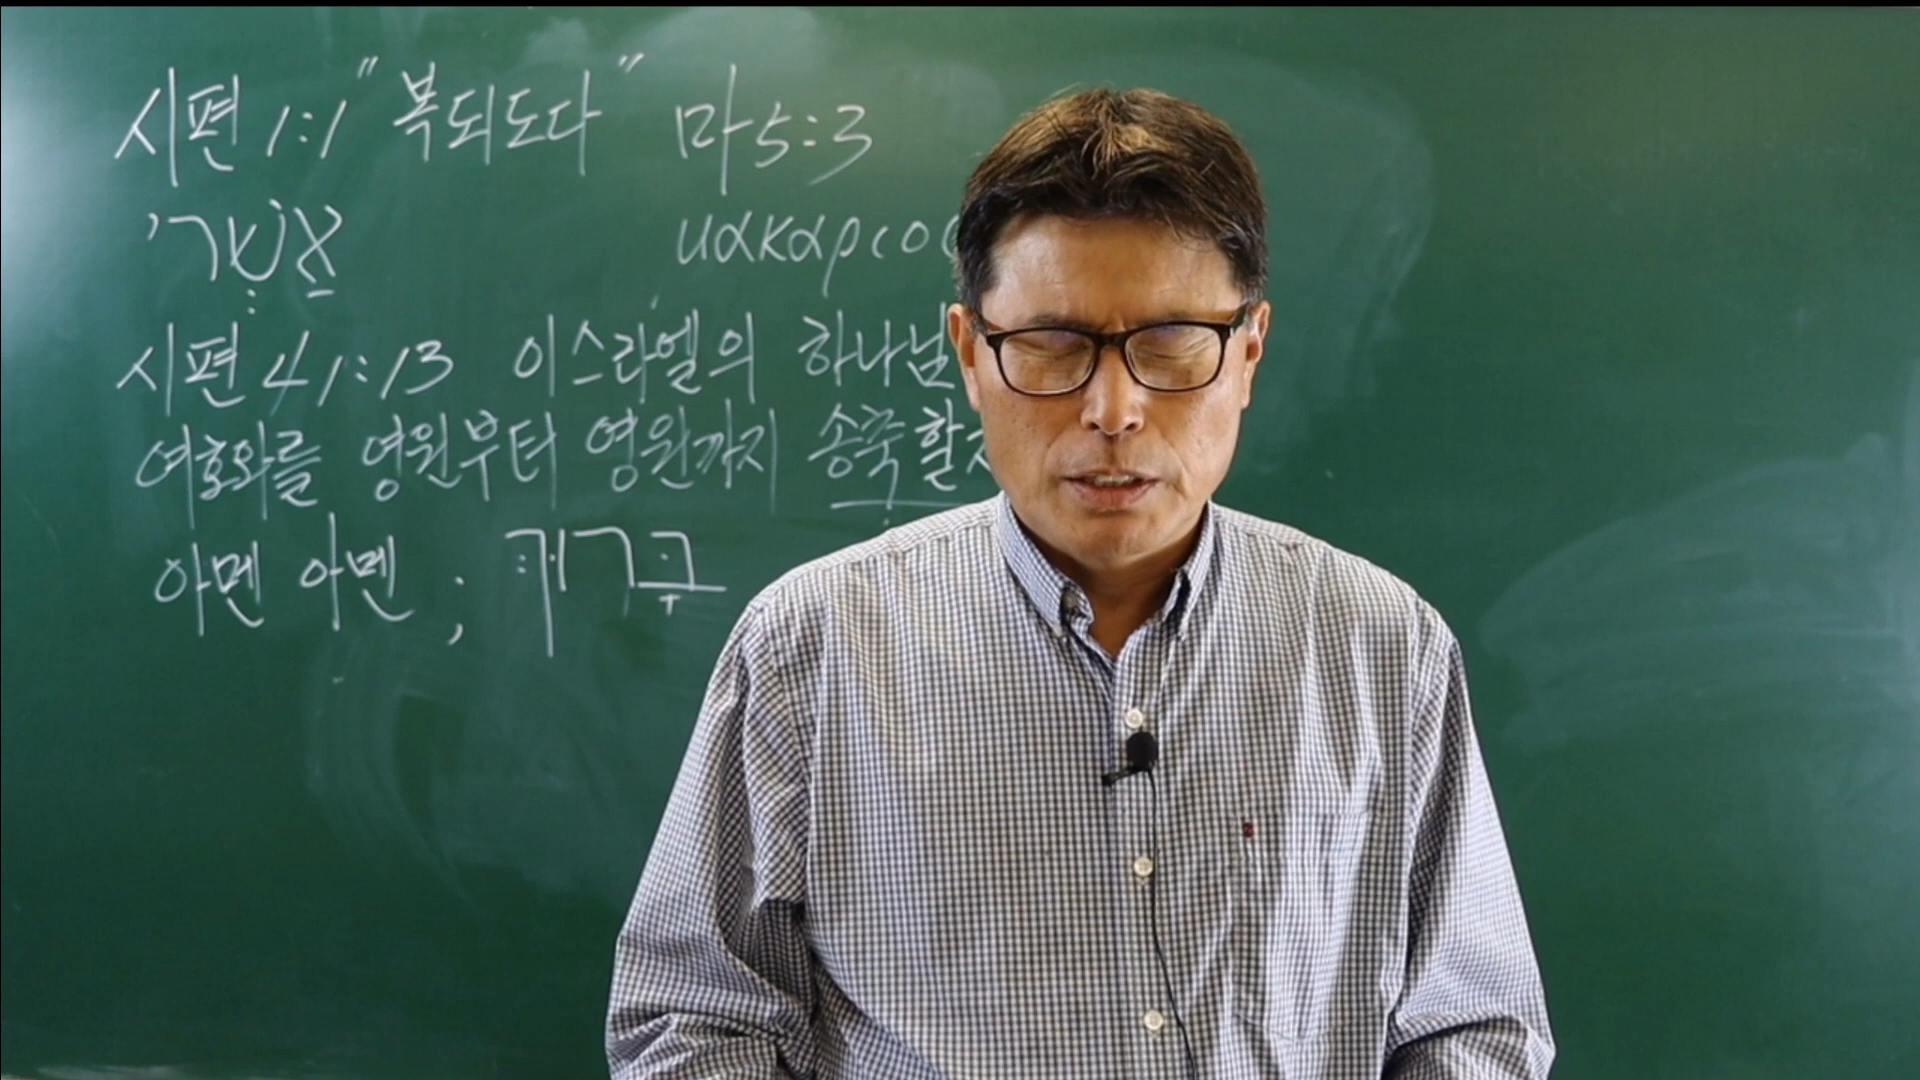 시편 1:1 "복되도다" 마5:3
אַשְׁרֵי μακαριο
시편 41:13 이스라엘의 하나님
여호와를 영원부터 영원까지 송축할
아멘 아멘 ; בָּרוּךְ